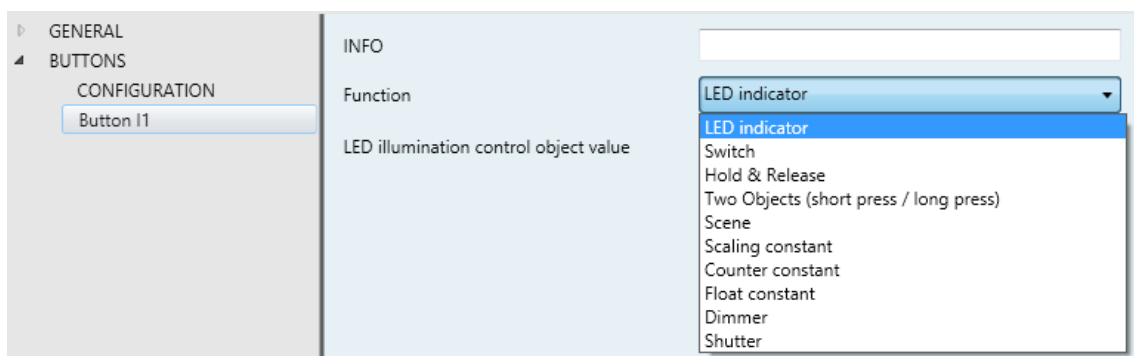 GENERAL
BUTTONS
CONFIGURATION
Button I1
INFO
Function
LED indicator
LED illumination control object value
LED indicator
Switch
Hold & Release
Two Objects (short press / long press)
Scene
Scaling constant
Counter constant
Float constant
Dimmer
Shutter